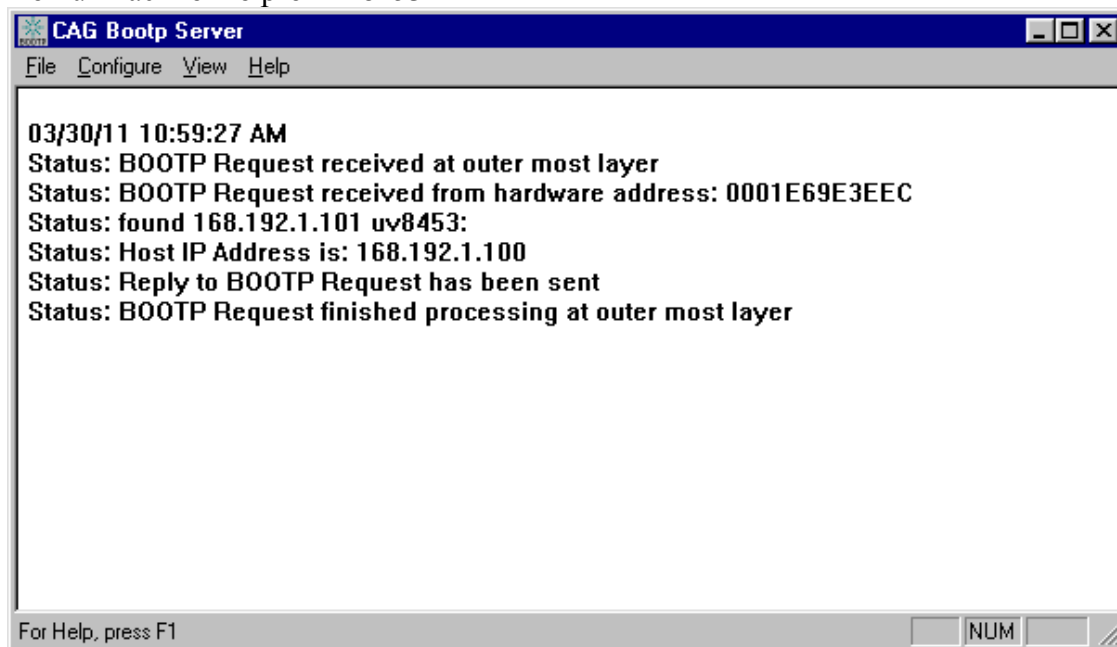 CAG Bootp Server
BOOTP
File Configure View Help
03/30/11 10:59:27 AM
Status: BOOTP Request received at outer most layer
Status: BOOTP Request received from hardware address: 0001E69E3EEC
Status: found 168.192.1.101 uv8453:
Status: Host IP Address is: 168.192.1.100
Status: Reply to BOOTP Request has been sent
Status: BOOTP Request finished processing at outer most layer
For Help, press F1
NUM